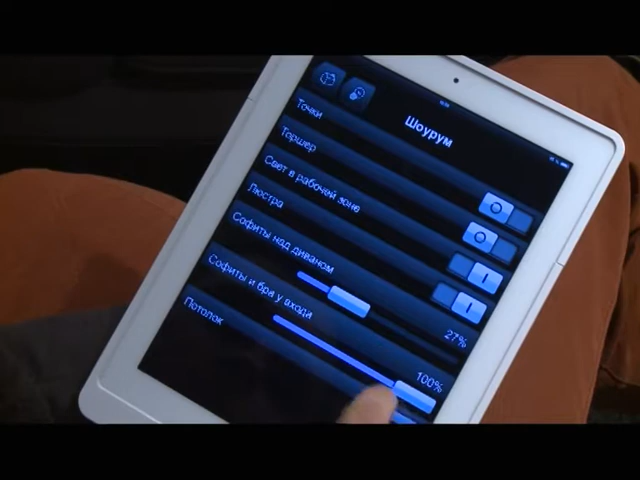 Шоурум
Точки
Торшер
Свет в рабочей зоне
Люстра
Софиты над диваном
27%
Софиты и бра у входа
100%
Потолок